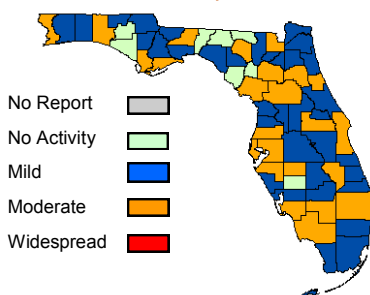 No Report
No Activity
Mild
Moderate
Widespread